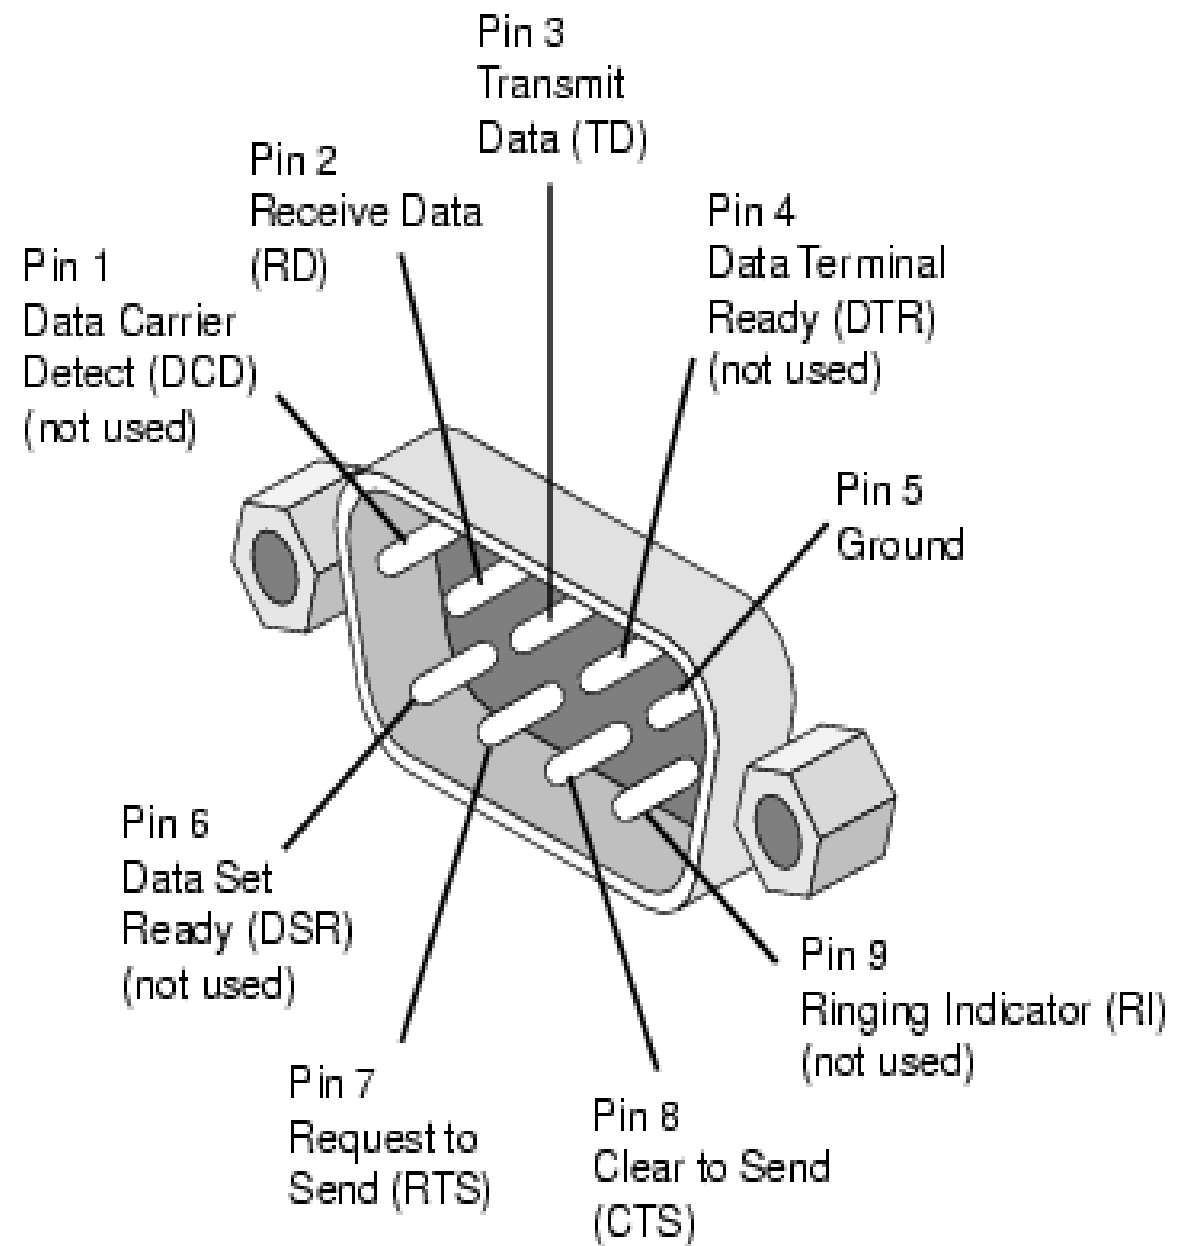 Pin 3
Transmit
Data (TD)
Pin 2
Receive Data
(RD)
Pin 4
Data Terminal
Ready (DTR)
(not used)
Pin 1
Data Carrier
Detect (DCD)
(not used)
Pin 5
Ground
Pin 6
Data Set
Ready (DSR)
(not used)
Pin 9
Ringing Indicator (RI)
(not used)
Pin 7
Request to
Send (RTS)
Pin 8
Clear to Send
(CTS)